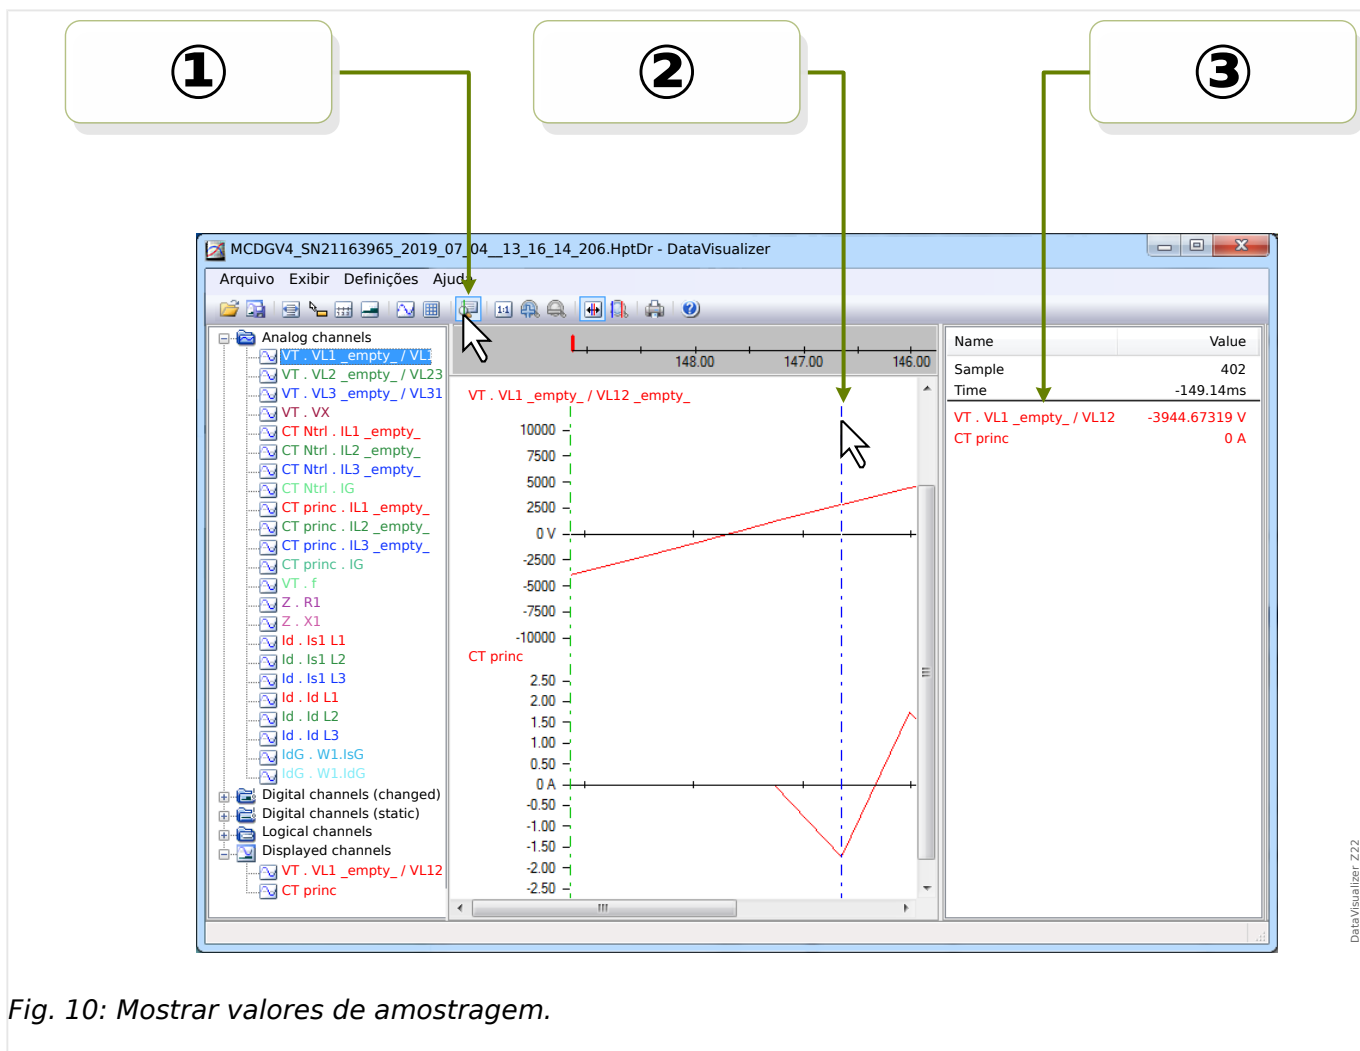 ①
②
③
MCDGV4_SN21163965_2019_07_04__13_16_14_206.HptDr - DataVisualizer
Arquivo Exibir Definições Ajuda
1:1
Analog channels
VT . VL1 _empty_ / VL1
VT . VL2 _empty_ / VL23
VT . VL3 _empty_ / VL31
VT . VX
CT Ntrl . IL1 _empty_
CT Ntrl . IL2 _empty_
CT Ntrl . IL3 _empty_
CT Ntrl . IG
CT princ . IL1 _empty_
CT princ . IL2 _empty_
CT princ . IL3 _empty_
CT princ . IG
VT . f
Z . R1
Z . X1
Id . Is1 L1
Id . Is1 L2
Id . Is1 L3
Id . Id L1
Id . Id L2
Id . Id L3
IdG . W1.IsG
IdG . W1.IdG
Digital channels (changed)
Digital channels (static)
Logical channels
Displayed channels
VT . VL1 _empty_ / VL12
CT princ
148.00 147.00 146.00
VT . VL1 _empty_ / VL12 _empty_
10000
7500
5000
2500
0 V
-2500
-5000
-7500
-10000
CT princ
2.50
2.00
1.50
1.00
0.50
0 A
-0.50
-1.00
-1.50
-2.00
-2.50
Name Value
Sample 402
Time -149.14ms
VT . VL1 _empty_ / VL12 -3944.67319 V
CT princ 0 A
DataVisualizer Z22
Fig. 10: Mostrar valores de amostragem.